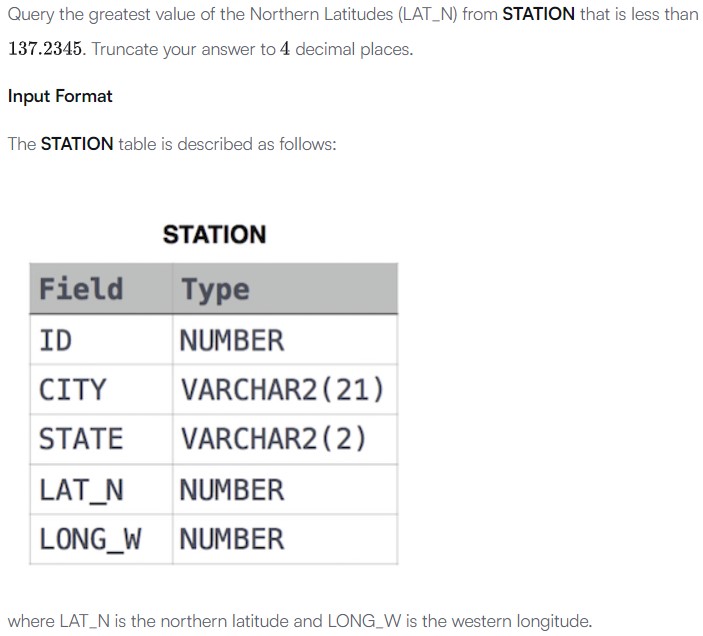 Query the greatest value of the Northern Latitudes (LAT_N) from STATION that is less than
137.2345. Truncate your answer to 4 decimal places.
Input Format
The STATION table is described as follows:
STATION
Field Type
ID NUMBER
CITY VARCHAR2(21)
STATE VARCHAR2(2)
LAT_N NUMBER
LONG_W NUMBER
where LAT_N is the northern latitude and LONG_W is the western longitude.